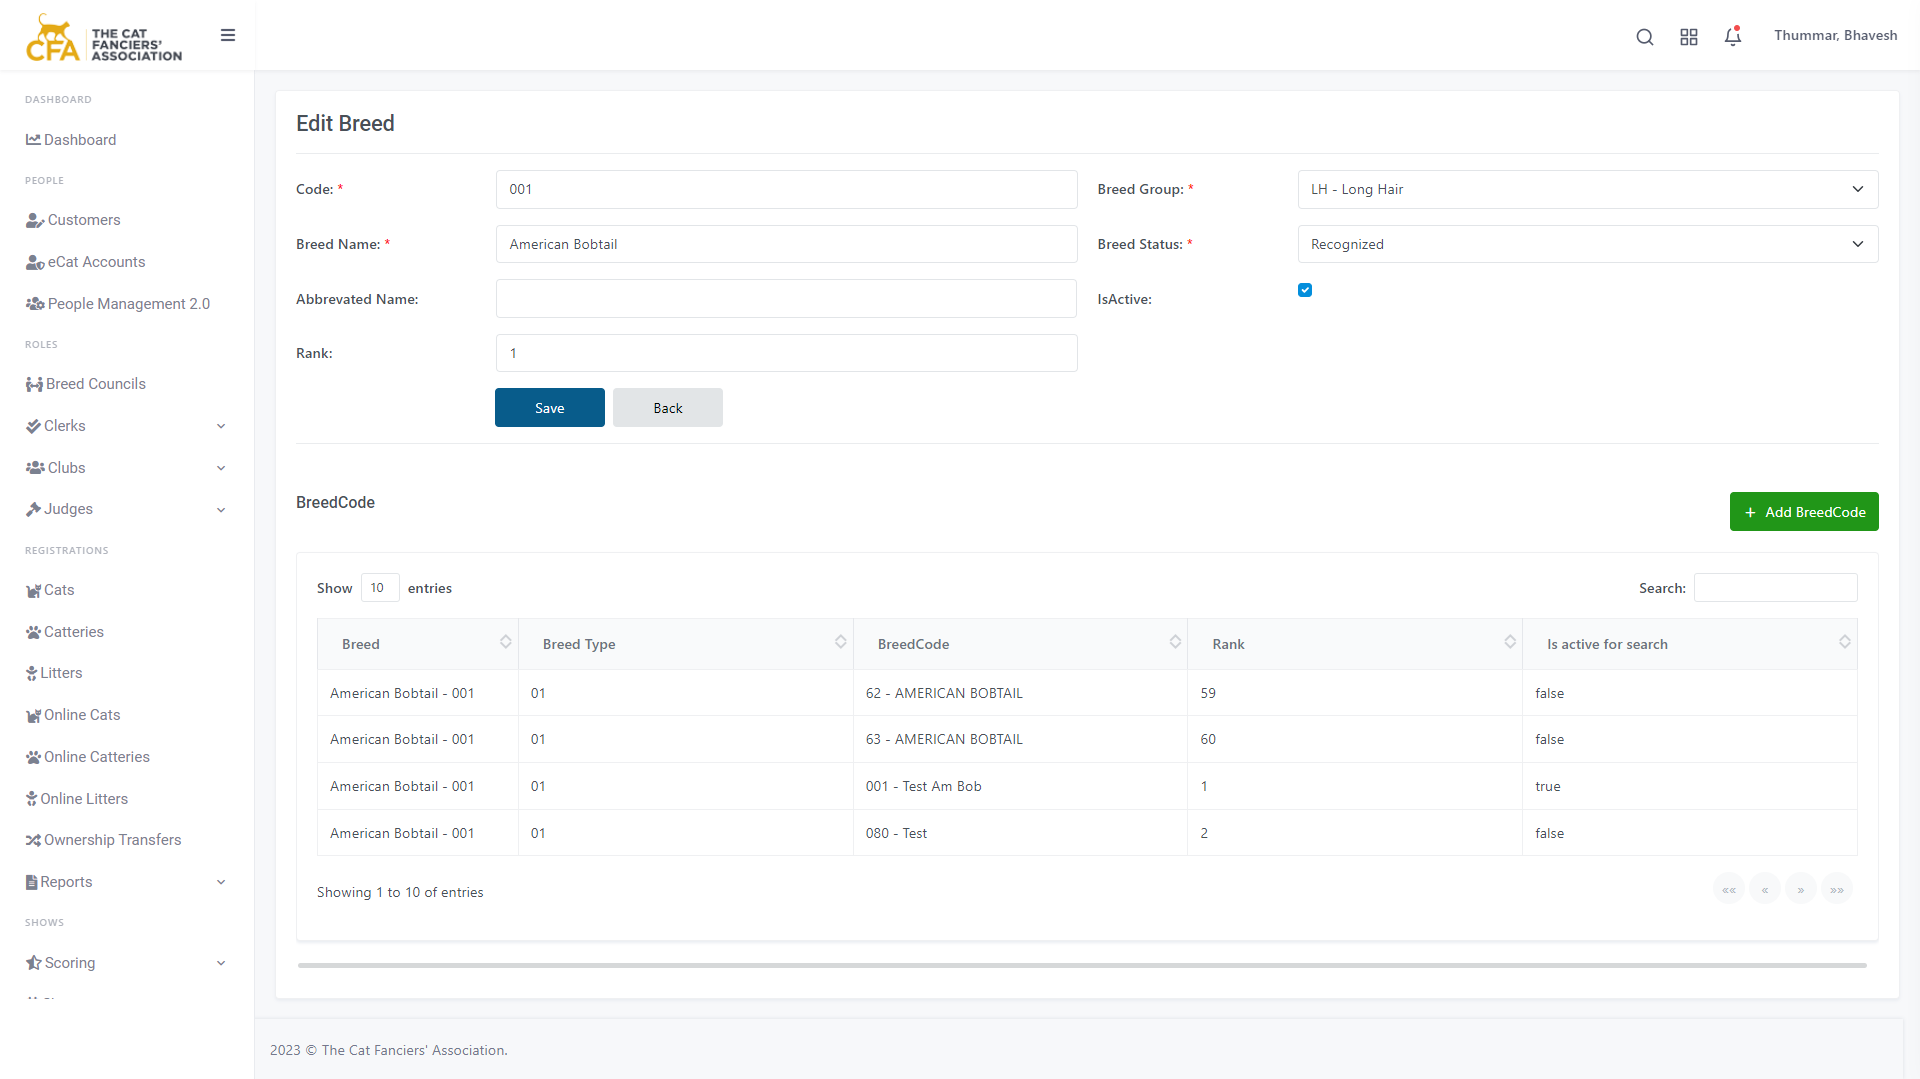 CFA THE CAT FANCIERS' ASSOCIATION
Thummar, Bhavesh
DASHBOARD
Dashboard
PEOPLE
Customers
eCat Accounts
People Management 2.0
ROLES
Breed Councils
Clerks
Clubs
Judges
REGISTRATIONS
Cats
Catteries
Litters
Online Cats
Online Catteries
Online Litters
Ownership Transfers
Reports
SHOWS
Scoring
Edit Breed
Code: * 001 Breed Group: * LH - Long Hair
Breed Name: * American Bobtail Breed Status: * Recognized
Abbrevated Name: IsActive:
Rank: 1
Save Back
BreedCode
+ Add BreedCode
Show 10 entries Search:
Breed Breed Type BreedCode Rank Is active for search
American Bobtail - 001 01 62 - AMERICAN BOBTAIL 59 false
American Bobtail - 001 01 63 - AMERICAN BOBTAIL 60 false
American Bobtail - 001 01 001 - Test Am Bob 1 true
American Bobtail - 001 01 080 - Test 2 false
Showing 1 to 10 of entries «« « » »»
2023 © The Cat Fanciers' Association.